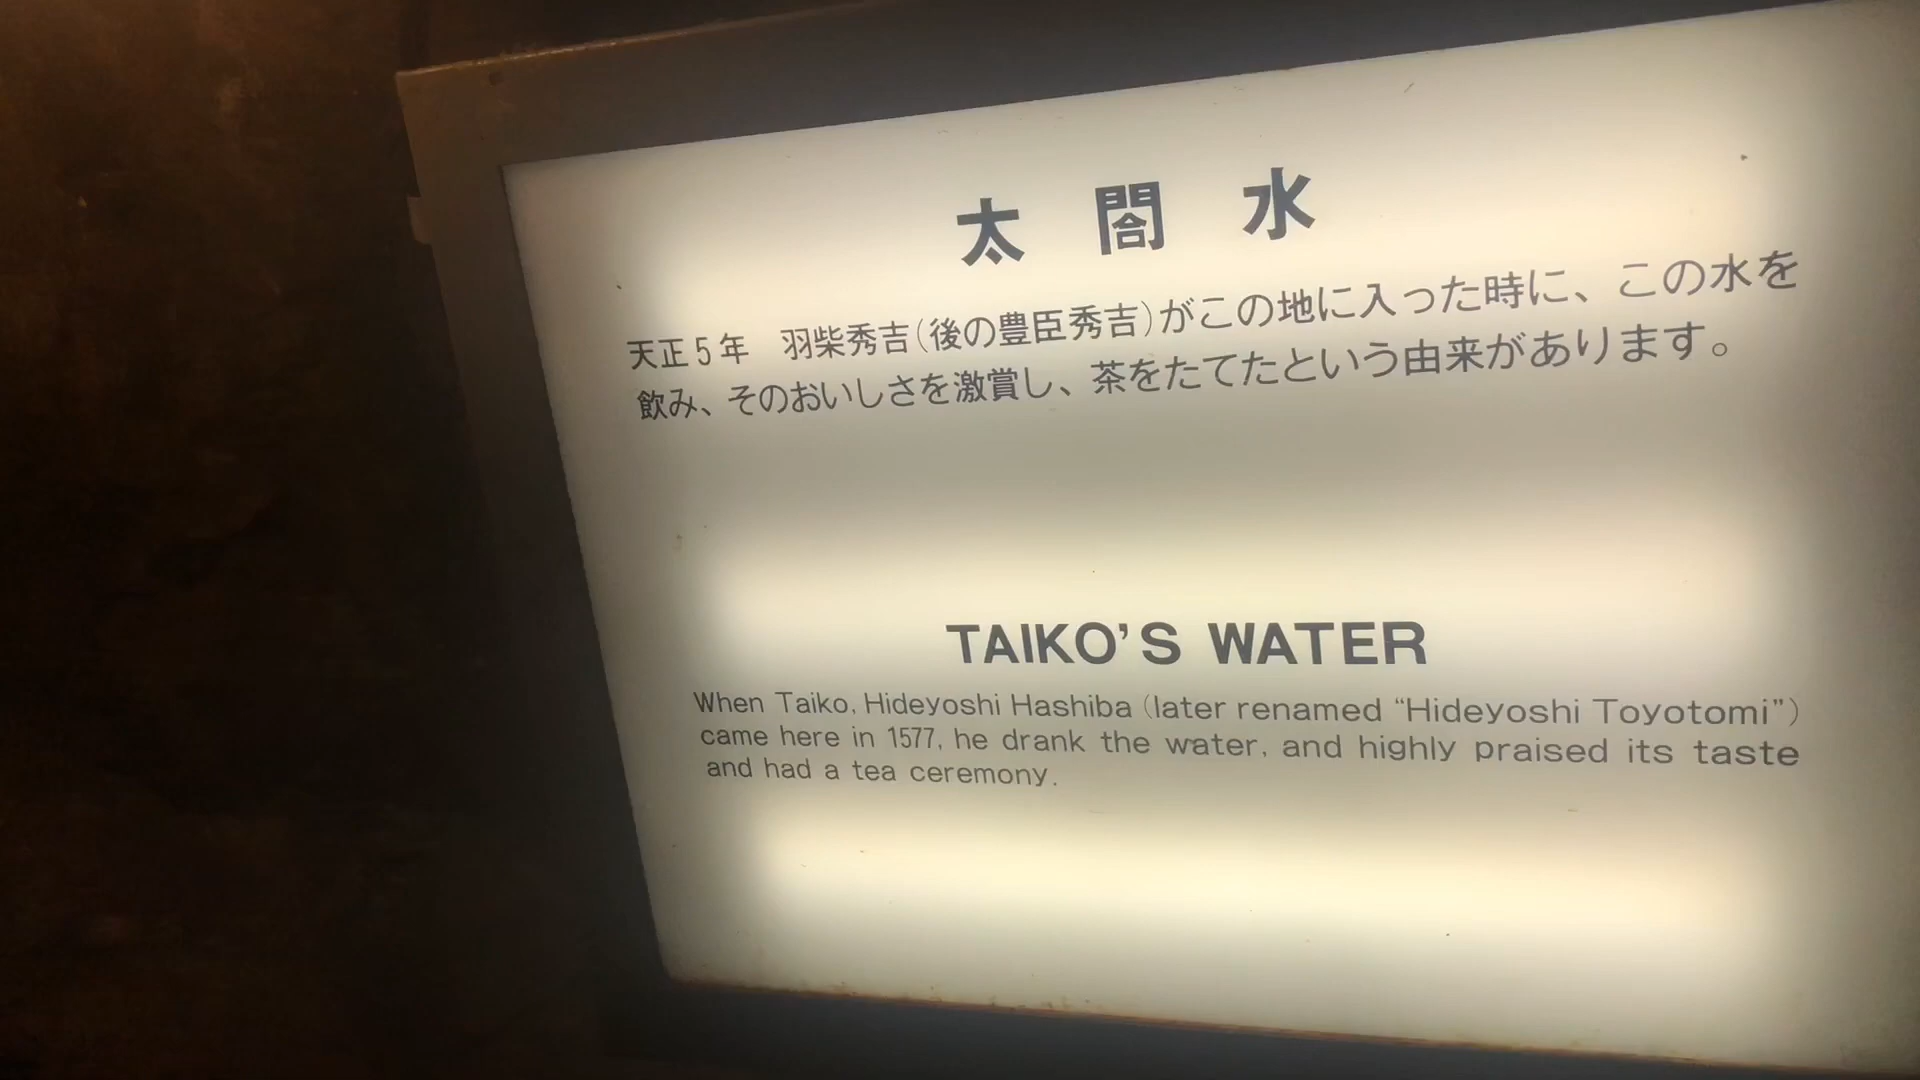 太閤水
天正5年　羽柴秀吉(後の豊臣秀吉)がこの地に入った時に、この水を
飲み、そのおいしさを激賞し、茶をたてたという由来があります。
TAIKO'S WATER
When Taiko, Hideyoshi Hashiba (later renamed “Hideyoshi Toyotomi”)
came here in 1577, he drank the water, and highly praised its taste
and had a tea ceremony.